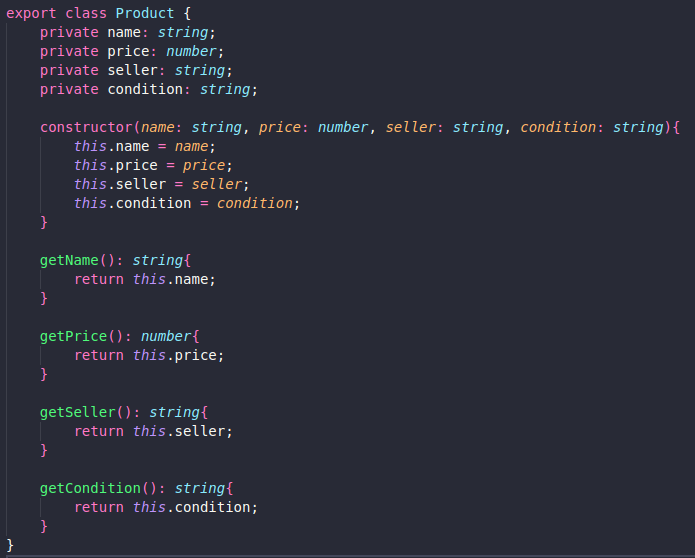 export class Product {
    private name: string;
    private price: number;
    private seller: string;
    private condition: string;

    constructor(name: string, price: number, seller: string, condition: string){
        this.name = name;
        this.price = price;
        this.seller = seller;
        this.condition = condition;
    }

    getName(): string{
        return this.name;
    }

    getPrice(): number{
        return this.price;
    }

    getSeller(): string{
        return this.seller;
    }

    getCondition(): string{
        return this.condition;
    }
}